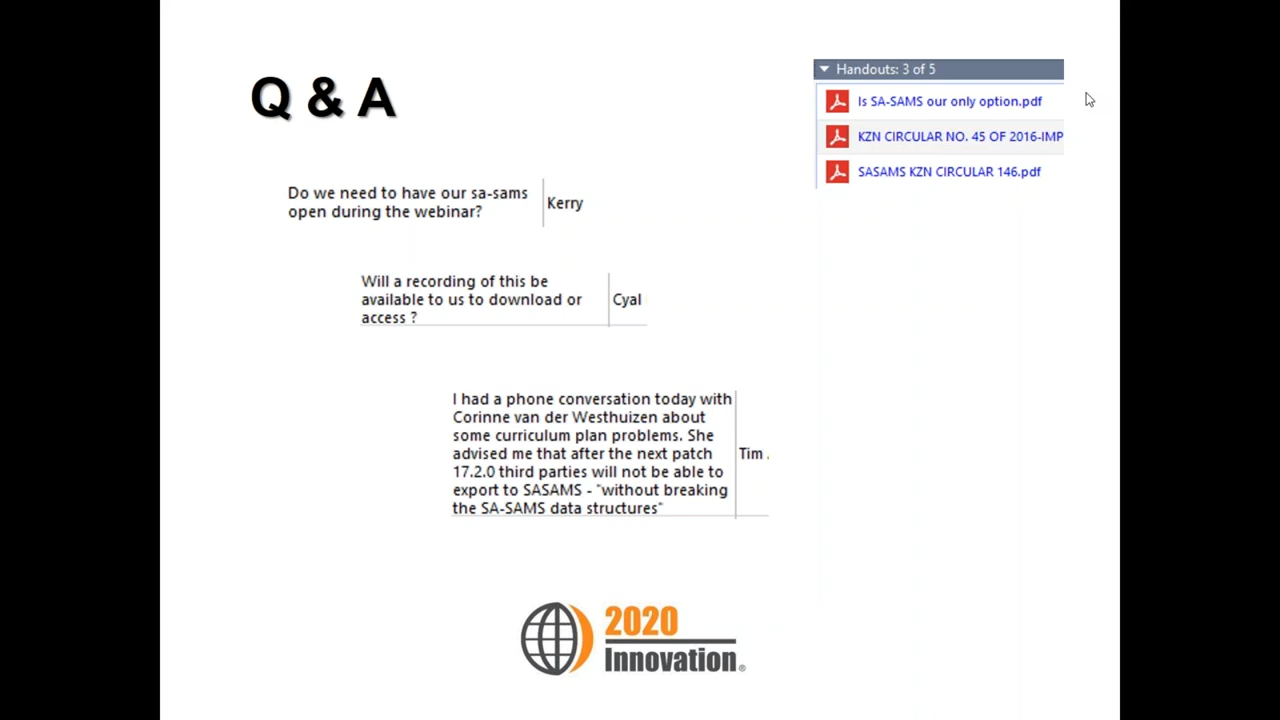 Q & A
Handouts: 3 of 5
Is SA-SAMS our only option.pdf
KZN CIRCULAR NO. 45 OF 2016-IMP
SASAMS KZN CIRCULAR 146.pdf
Do we need to have our sa-sams
open during the webinar?
Kerry
Will a recording of this be
available to us to download or
access ?
Cyal
I had a phone conversation today with
Corinne van der Westhuizen about
some curriculum plan problems. She
advised me that after the next patch
17.2.0 third parties will not be able to
export to SASAMS - "without breaking
the SA-SAMS data structures"
Tim .
2020
Innovation®